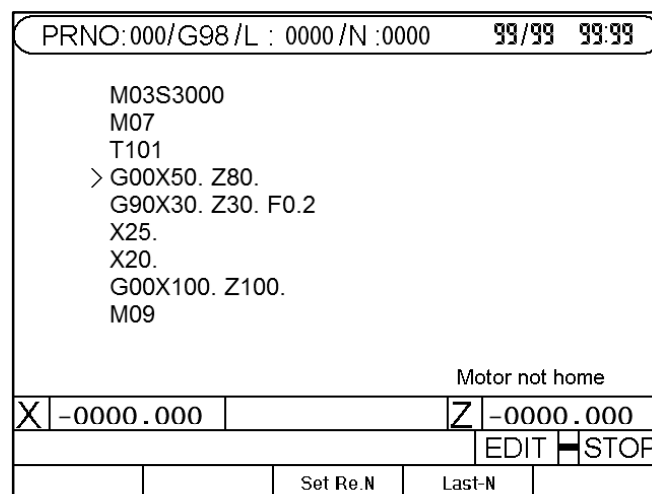 PRNO:000/G98/L : 0000/N :0000 99/99 99:99
M03S3000
M07
T101
> G00X50. Z80.
G90X30. Z30. F0.2
X25.
X20.
G00X100. Z100.
M09
Motor not home
X -0000.000 Z -0000.000
EDIT STOP
Set Re.N Last-N